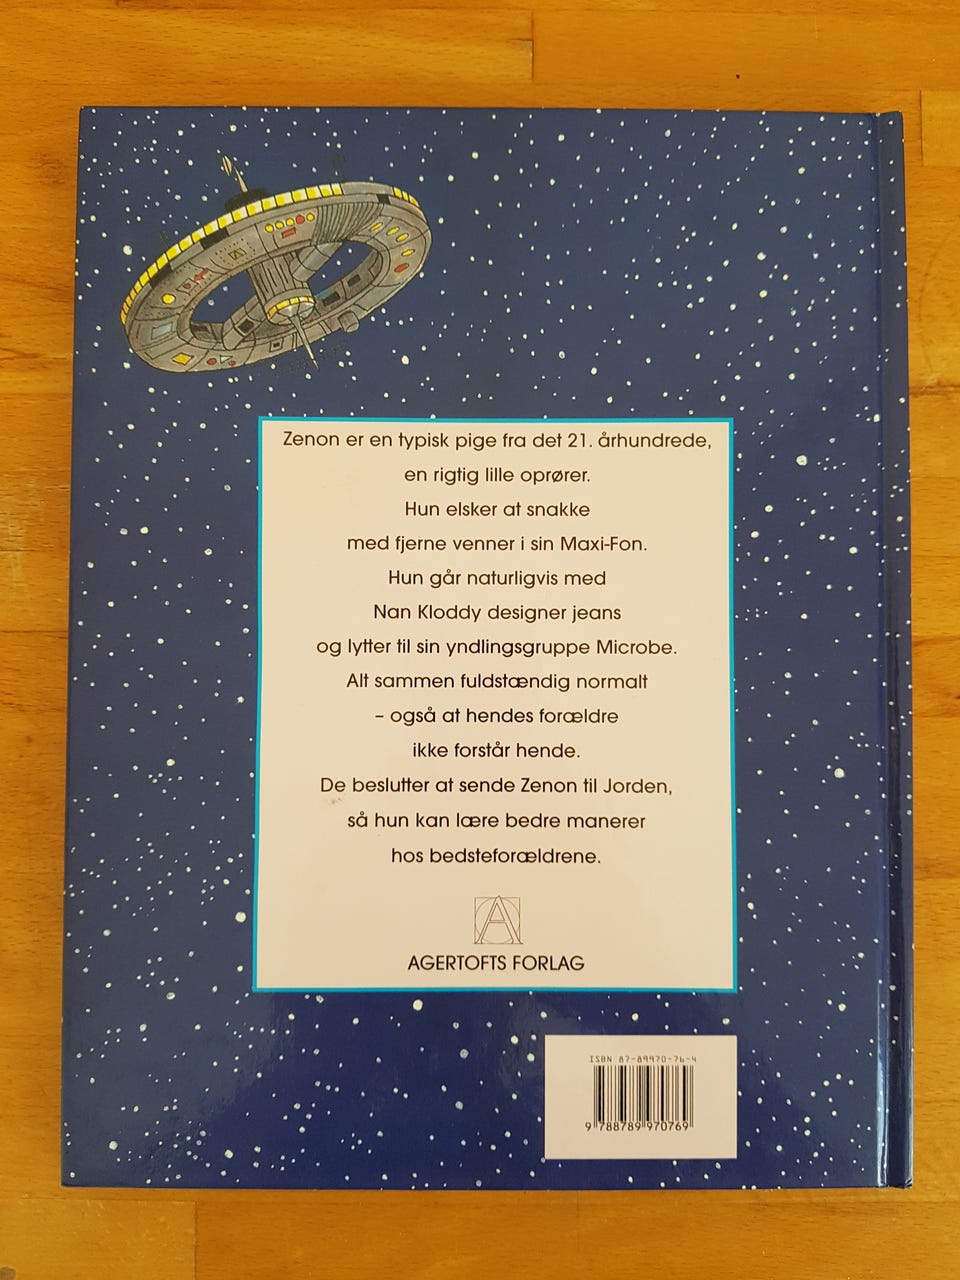 Zenon er en typisk pige fra det 21. århundrede,
en rigtig lille oprører.
Hun elsker at snakke
med fjerne venner i sin Maxi-Fon.
Hun går naturligvis med
Nan Kloddy designer jeans
og lytter til sin yndlingsgruppe Microbe.
Alt sammen fuldstændig normalt
– også at hendes forældre
ikke forstår hende.
De beslutter at sende Zenon til Jorden,
så hun kan lære bedre manerer
hos bedsteforældrene.
A
AGERTOFTS FORLAG
ISBN 87-89970-76-4
9 788789 970769